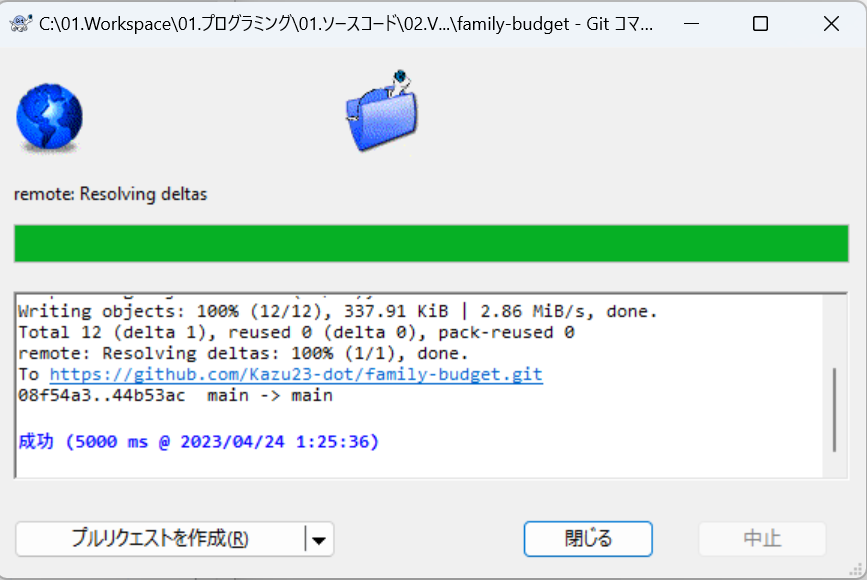 C:\01.Workspace\01.プログラミング\01.ソースコード\02.V...\family-budget - Git コマ...
remote: Resolving deltas
Writing objects: 100% (12/12), 337.91 KiB | 2.86 MiB/s, done.
Total 12 (delta 1), reused 0 (delta 0), pack-reused 0
remote: Resolving deltas: 100% (1/1), done.
To https://github.com/Kazu23-dot/family-budget.git
08f54a3..44b53ac  main -> main
成功 (5000 ms @ 2023/04/24 1:25:36)
プルリクエストを作成(R)
閉じる
中止